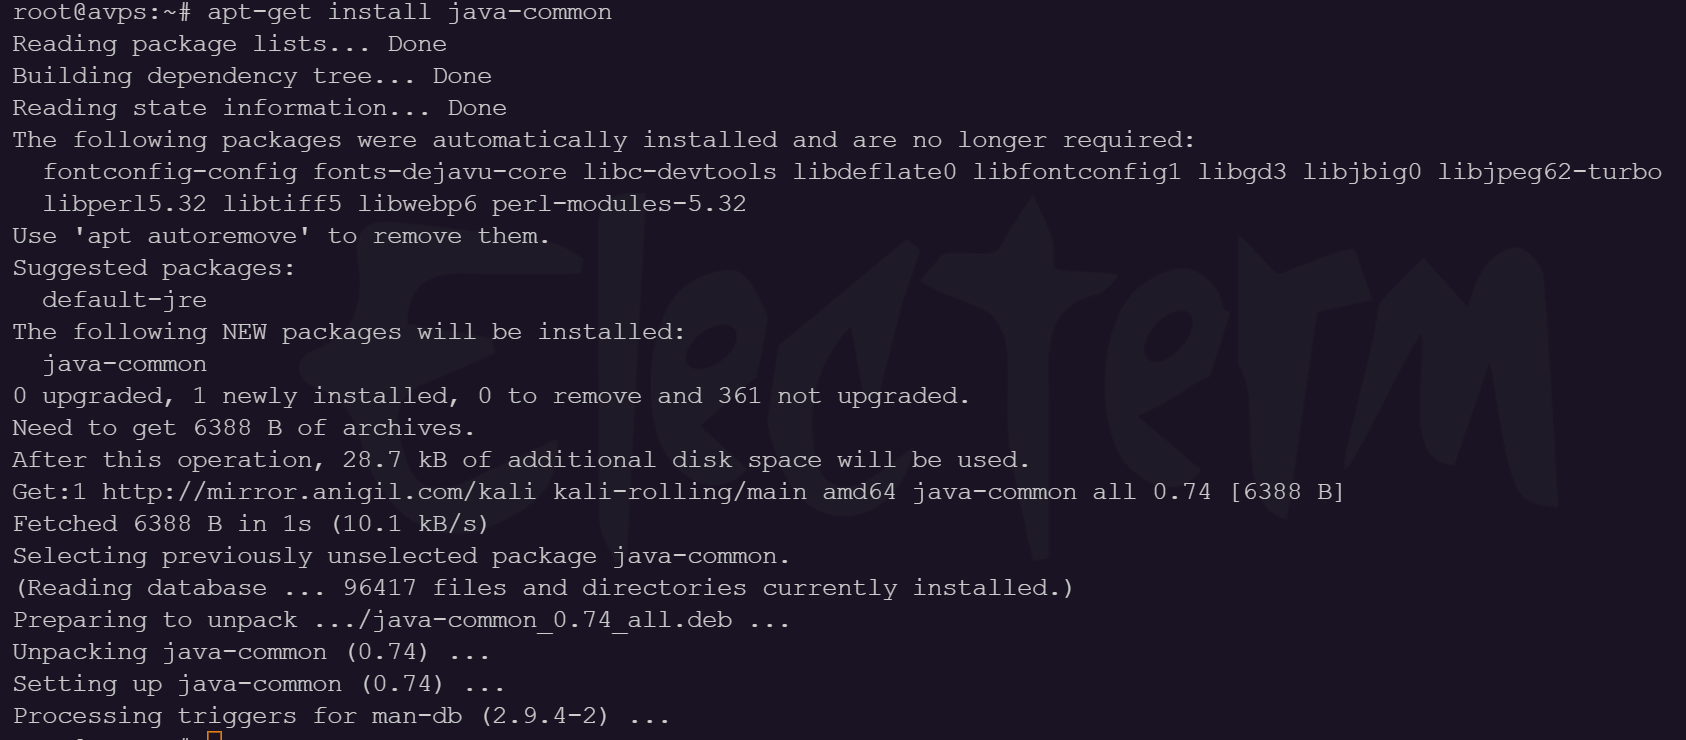 root@avps:~# apt-get install java-common
Reading package lists... Done
Building dependency tree... Done
Reading state information... Done
The following packages were automatically installed and are no longer required:
  fontconfig-config fonts-dejavu-core libc-devtools libdeflate0 libfontconfig1 libgd3 libjbig0 libjpeg62-turbo
  libperl5.32 libtiff5 libwebp6 perl-modules-5.32
Use 'apt autoremove' to remove them.
Suggested packages:
  default-jre
The following NEW packages will be installed:
  java-common
0 upgraded, 1 newly installed, 0 to remove and 361 not upgraded.
Need to get 6388 B of archives.
After this operation, 28.7 kB of additional disk space will be used.
Get:1 http://mirror.anigil.com/kali kali-rolling/main amd64 java-common all 0.74 [6388 B]
Fetched 6388 B in 1s (10.1 kB/s)
Selecting previously unselected package java-common.
(Reading database ... 96417 files and directories currently installed.)
Preparing to unpack .../java-common_0.74_all.deb ...
Unpacking java-common (0.74) ...
Setting up java-common (0.74) ...
Processing triggers for man-db (2.9.4-2) ...
Electerm